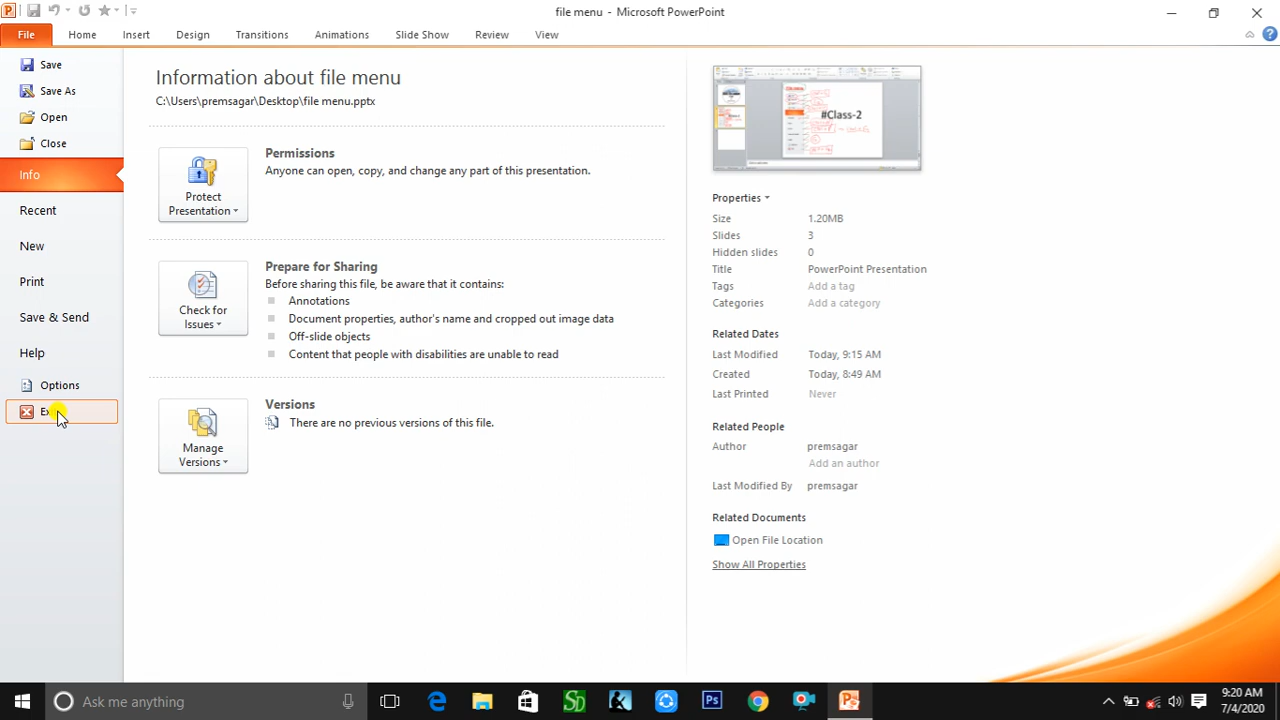 file menu - Microsoft PowerPoint
File Home Insert Design Transitions Animations Slide Show Review View
Save
Save As
Open
Close
Info
Recent
New
Print
Save & Send
Help
Options
Information about file menu
C:\Users\premsagar\Desktop\file menu.pptx
Protect
Presentation
Permissions
Anyone can open, copy, and change any part of this presentation.
Check for
Issues
Prepare for Sharing
Before sharing this file, be aware that it contains:
Annotations
Document properties, author's name and cropped out image data
Off-slide objects
Content that people with disabilities are unable to read
Manage
Versions
Versions
There are no previous versions of this file.
#Class-2
Properties
Size 1.20MB
Slides 3
Hidden slides 0
Title PowerPoint Presentation
Tags Add a tag
Categories Add a category
Related Dates
Last Modified Today, 9:15 AM
Created Today, 8:49 AM
Last Printed Never
Related People
Author premsagar
Add an author
Last Modified By premsagar
Related Documents
Open File Location
Show All Properties
Ask me anything
9:20 AM
7/4/2020